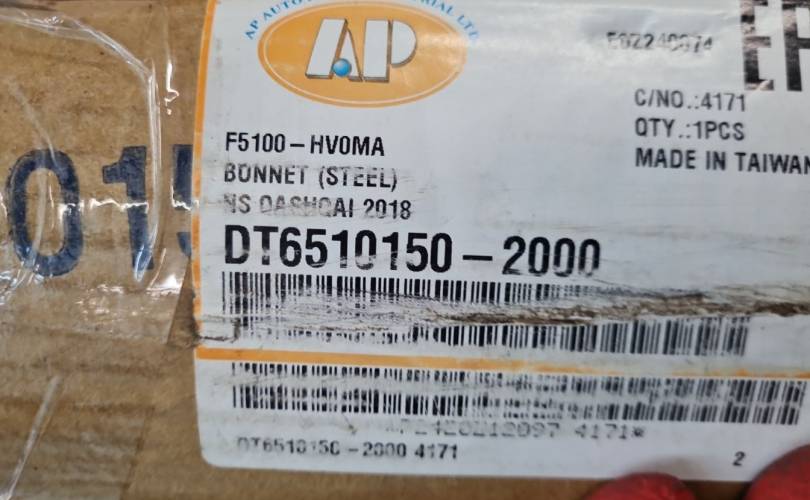 AP
C/NO.:4171
QTY.:1PCS
MADE IN TAIWAN
F5100-HV0MA
BONNET (STEEL)
NS QASHQAI 2018
DT6510150-2000
DT6510150-2000 4171
2